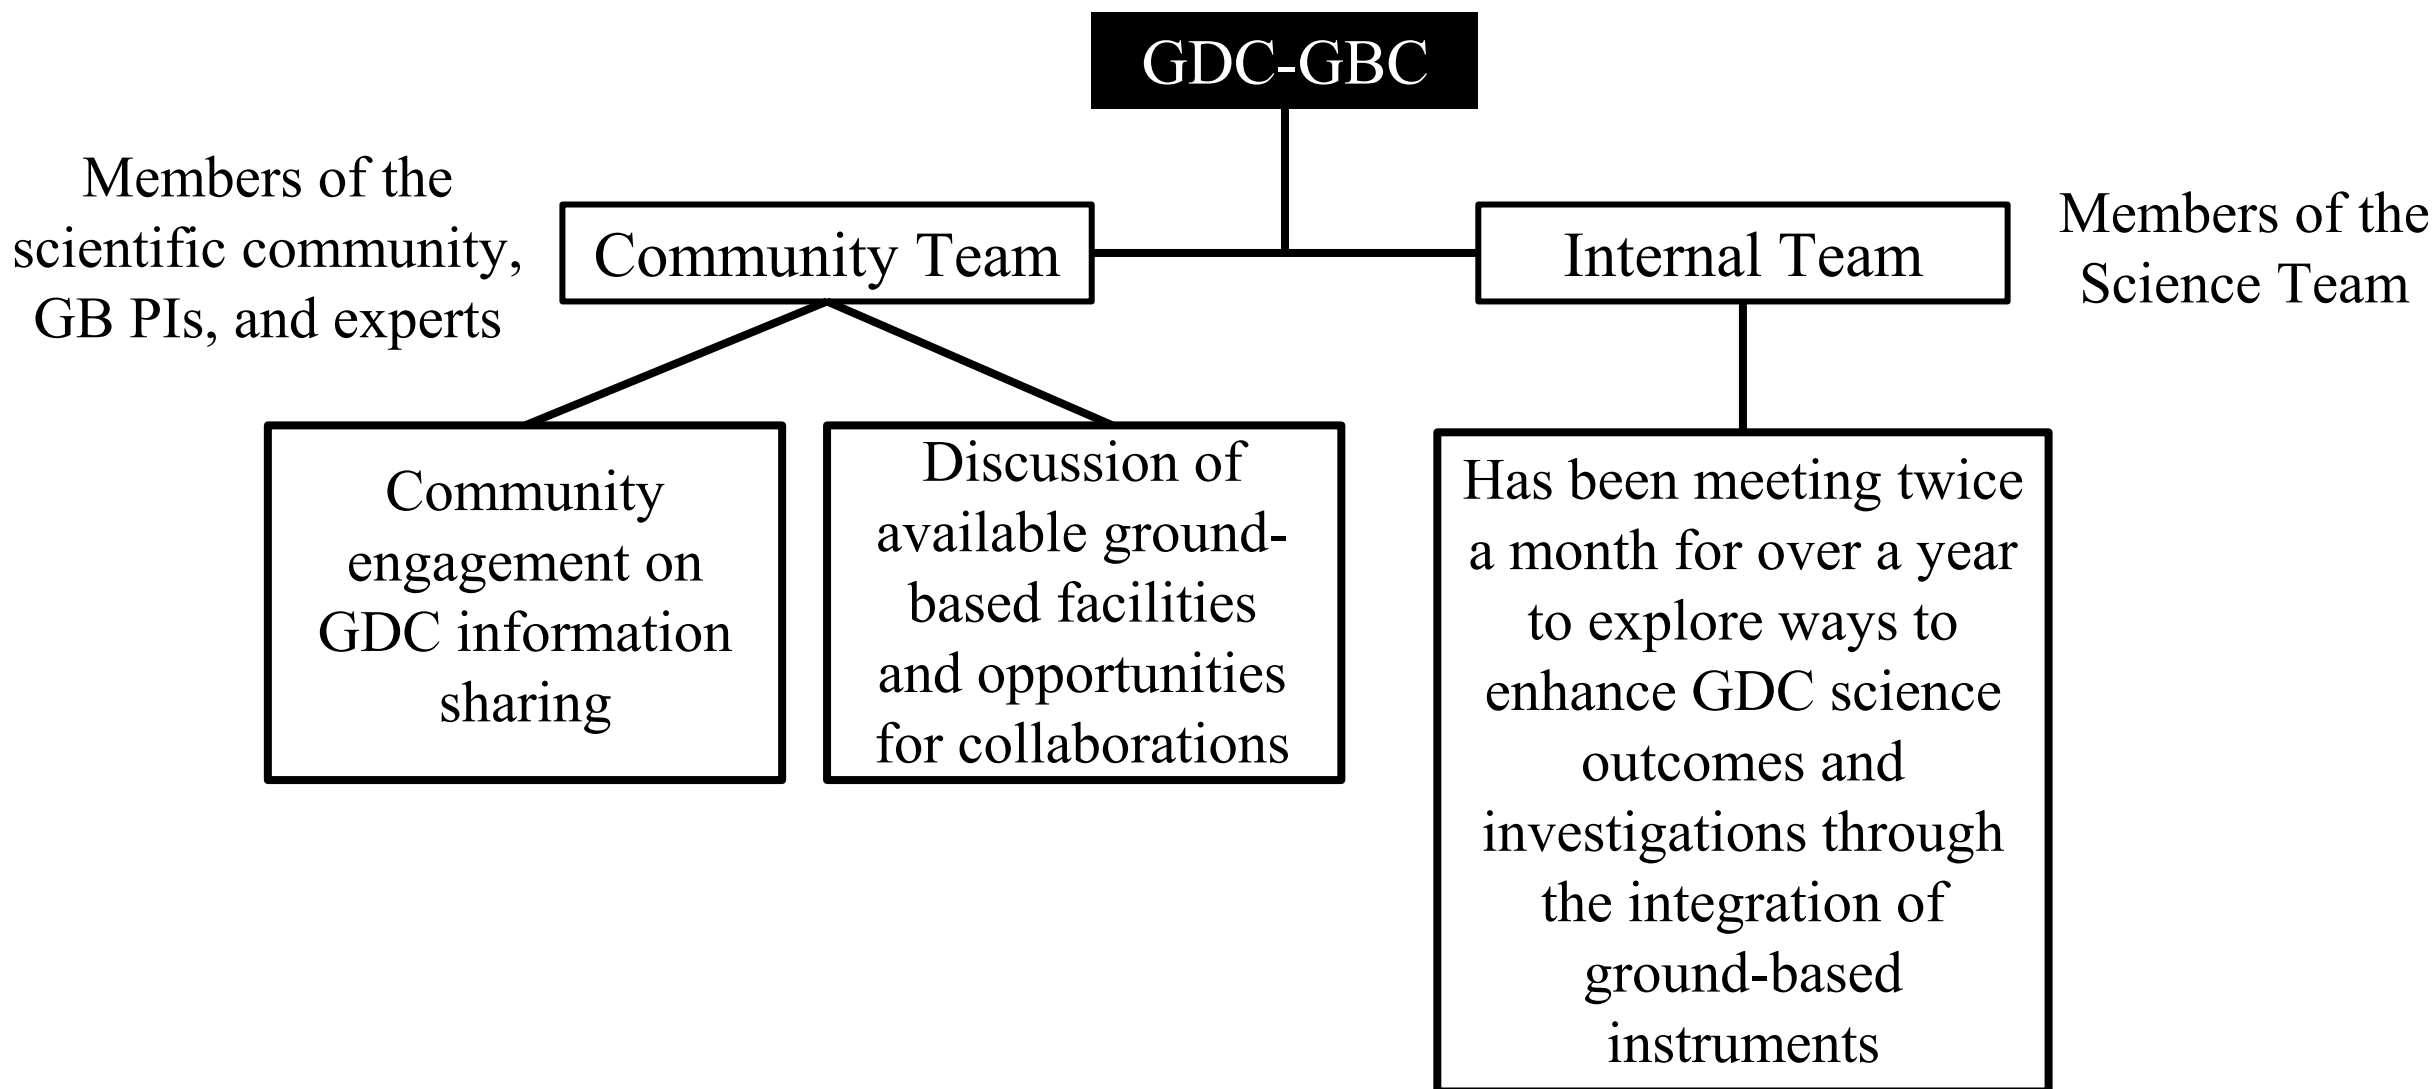 GDC-GBC
Members of the
scientific community,
GB PIs, and experts
Community Team
Internal Team
Members of the
Science Team
Community
engagement on
GDC information
sharing
Discussion of
available ground-
based facilities
and opportunities
for collaborations
Has been meeting twice
a month for over a year
to explore ways to
enhance GDC science
outcomes and
investigations through
the integration of
ground-based
instruments